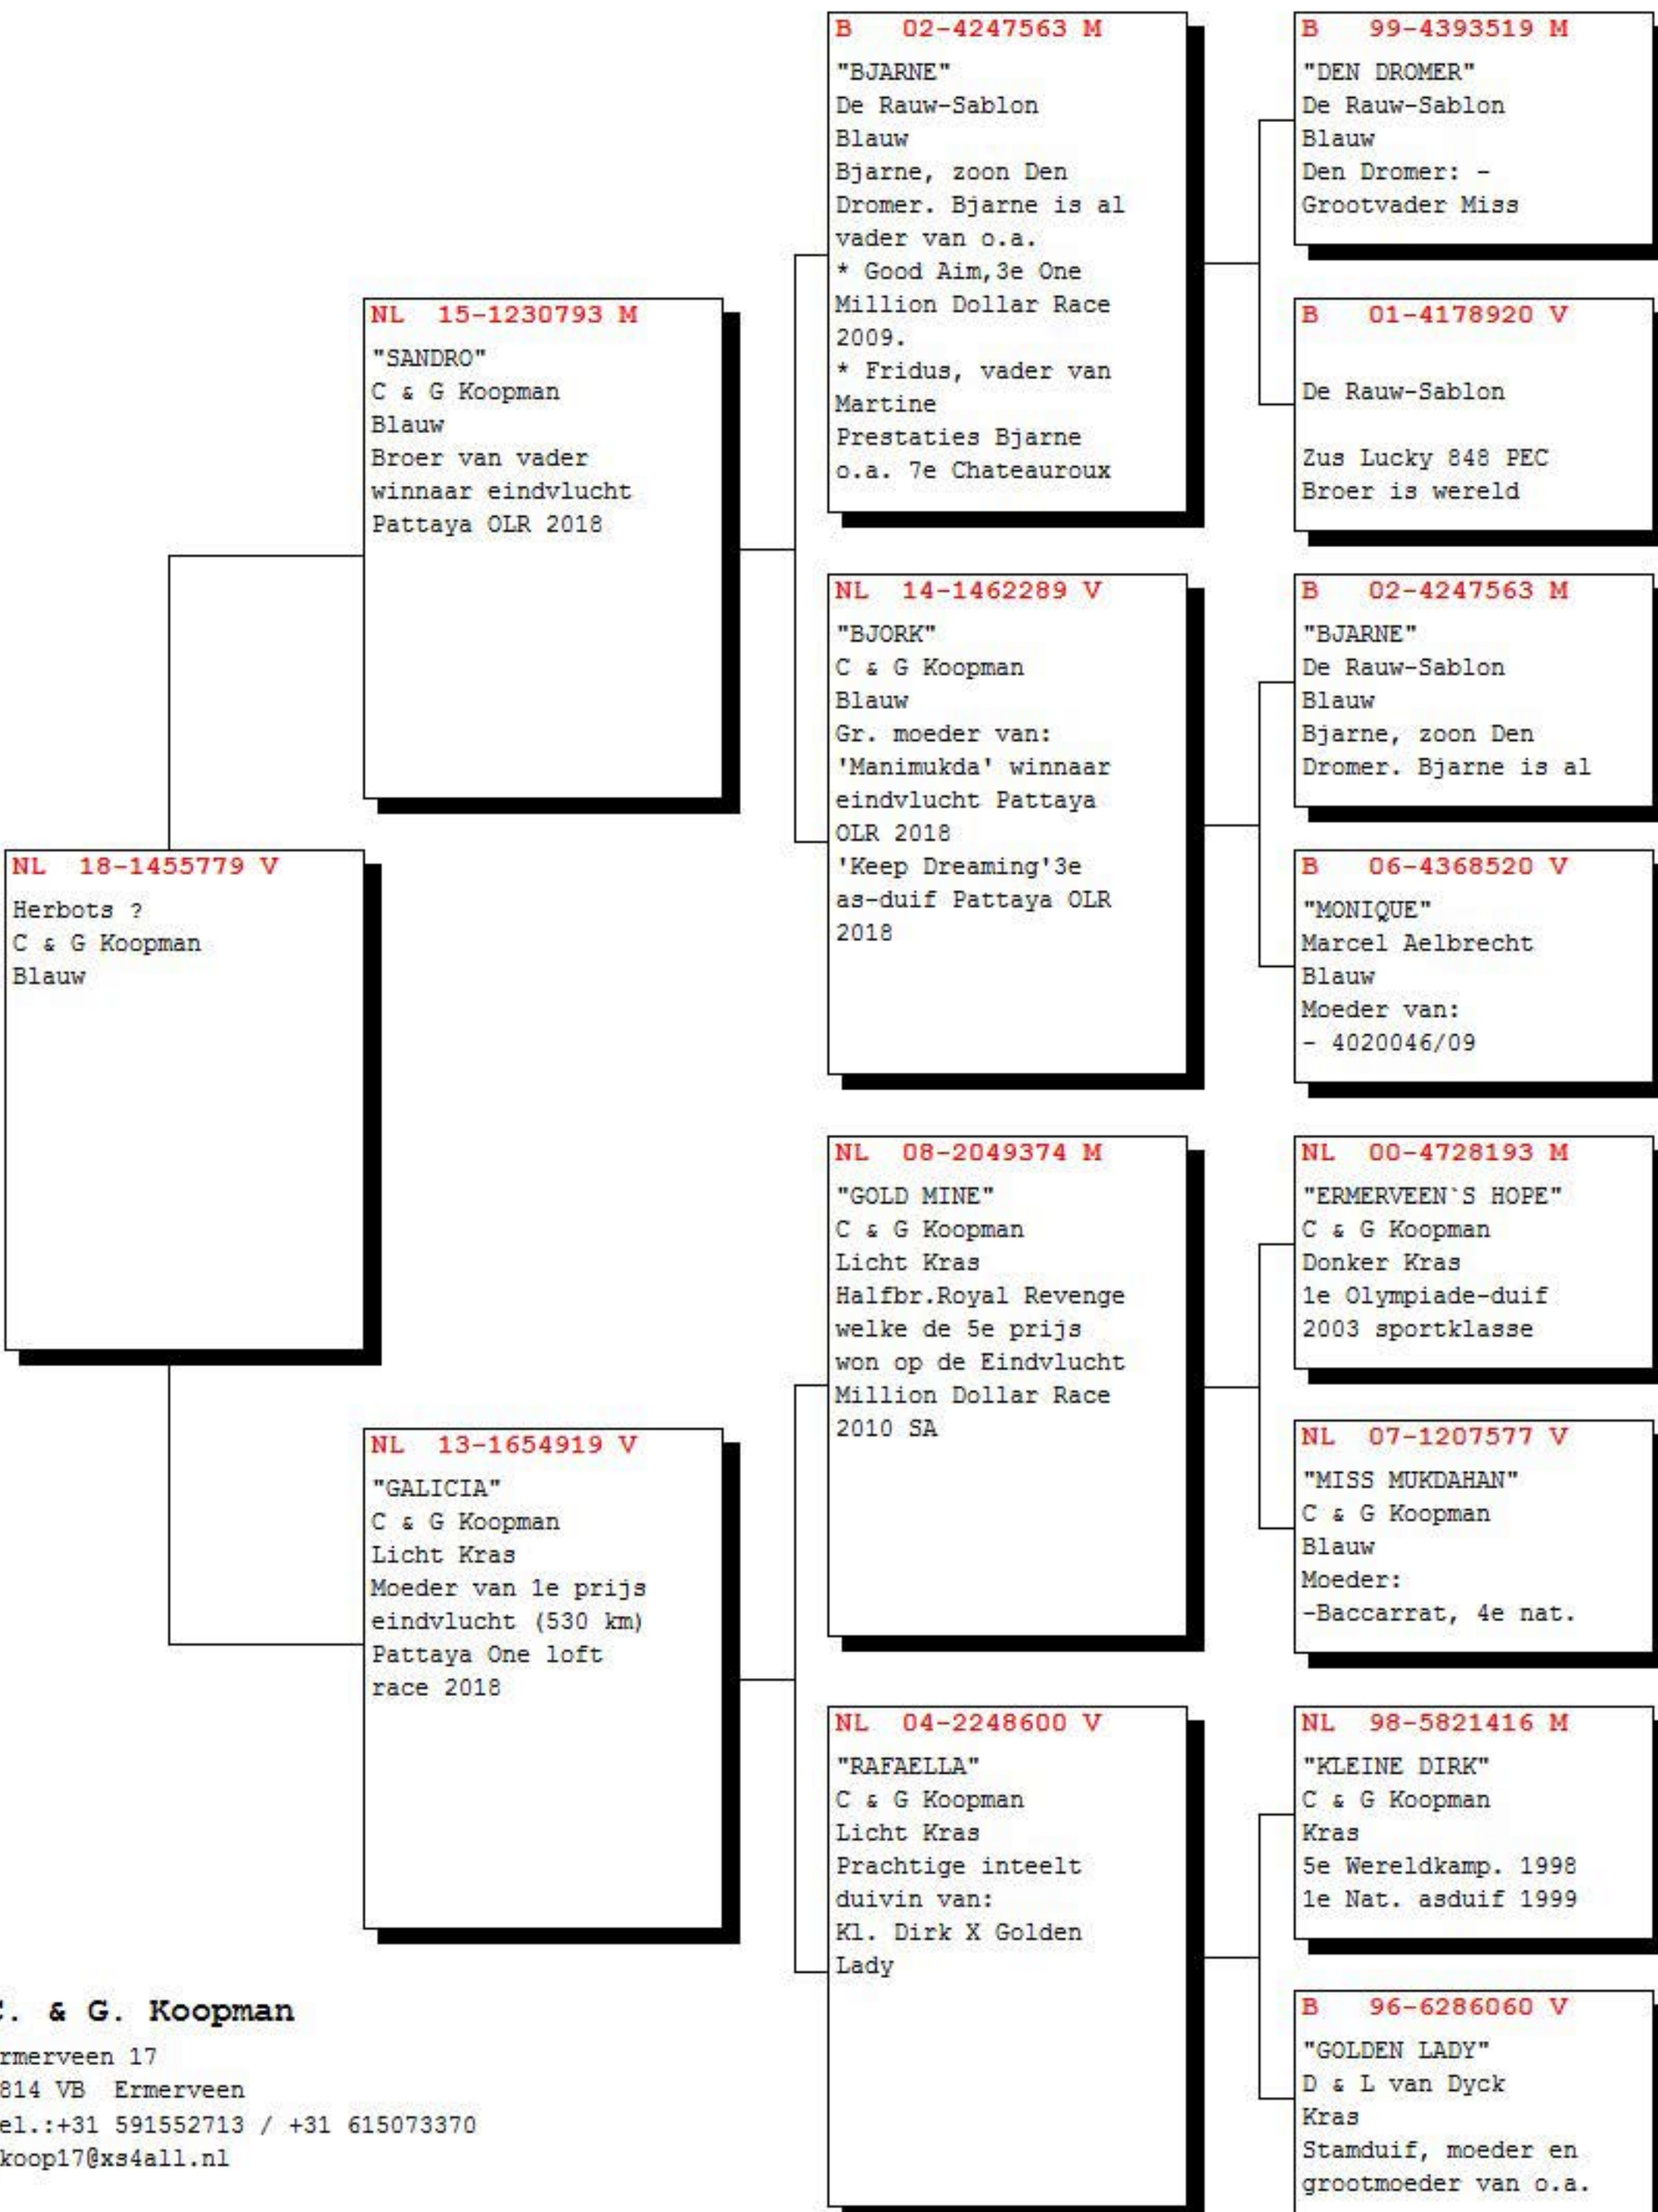 NL 18-1455779 V
Herbots ?
C & G Koopman
Blauw
NL 15-1230793 M
"SANDRO"
C & G Koopman
Blauw
Broer van vader
winnaar eindvlucht
Pattaya OLR 2018
NL 13-1654919 V
"GALICIA"
C & G Koopman
Licht Kras
Moeder van 1e prijs
eindvlucht (530 km)
Pattaya One loft
race 2018
B 02-4247563 M
"BJARNE"
De Rauw-Sablon
Blauw
Bjarne, zoon Den
Dromer. Bjarne is al
vader van o.a.
* Good Aim,3e One
Million Dollar Race
2009.
* Fridus, vader van
Martine
Prestaties Bjarne
o.a. 7e Chateauroux
NL 14-1462289 V
"BJORK"
C & G Koopman
Blauw
Gr. moeder van:
'Manimukda' winnaar
eindvlucht Pattaya
OLR 2018
'Keep Dreaming'3e
as-duif Pattaya OLR
2018
NL 08-2049374 M
"GOLD MINE"
C & G Koopman
Licht Kras
Halfbr.Royal Revenge
welke de 5e prijs
won op de Eindvlucht
Million Dollar Race
2010 SA
NL 04-2248600 V
"RAFAELLA"
C & G Koopman
Licht Kras
Prachtige inteelt
duivin van:
Kl. Dirk X Golden
Lady
B 99-4393519 M
"DEN DROMER"
De Rauw-Sablon
Blauw
Den Dromer: -
Grootvader Miss
B 01-4178920 V
De Rauw-Sablon
Zus Lucky 848 PEC
Broer is wereld
B 02-4247563 M
"BJARNE"
De Rauw-Sablon
Blauw
Bjarne, zoon Den
Dromer. Bjarne is al
B 06-4368520 V
"MONIQUE"
Marcel Aelbrecht
Blauw
Moeder van:
- 4020046/09
NL 00-4728193 M
"ERMERVEEN`S HOPE"
C & G Koopman
Donker Kras
1e Olympiade-duif
2003 sportklasse
NL 07-1207577 V
"MISS MUKDAHAN"
C & G Koopman
Blauw
Moeder:
-Baccarrat, 4e nat.
NL 98-5821416 M
"KLEINE DIRK"
C & G Koopman
Kras
5e Wereldkamp. 1998
1e Nat. asduif 1999
B 96-6286060 V
"GOLDEN LADY"
D & L van Dyck
Kras
Stamduif, moeder en
grootmoeder van o.a.
. & G. Koopman
rmerveen 17
814 VB Ermerveen
el.:+31 591552713 / +31 615073370
koop17@xs4all.nl